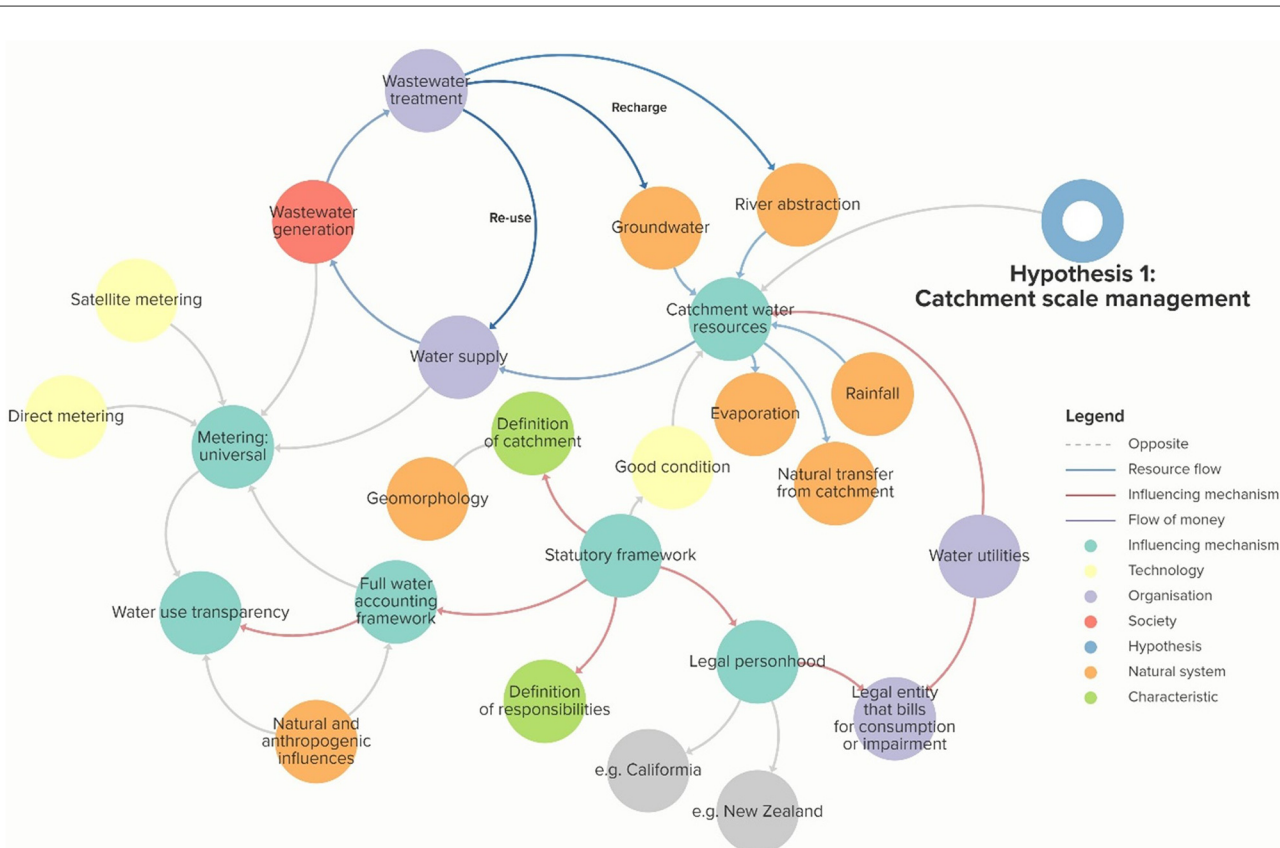 Wastewater
treatment
Recharge
Wastewater
generation
Re-use
Groundwater
River abstraction
Hypothesis 1:
Catchment scale management
Satellite metering
Catchment water
resources
Water supply
Direct metering
Metering:
universal
Definition
of catchment
Evaporation
Rainfall
Geomorphology
Good condition
Natural transfer
from catchment
Legend
Opposite
Resource flow
Influencing mechanism
Flow of money
Influencing mechanism
Technology
Organisation
Society
Hypothesis
Natural system
Characteristic
Statutory framework
Water utilities
Water use transparency
Full water
accounting
framework
Legal personhood
Definition
of responsibilities
Legal entity
that bills
for consumption
or impairment
Natural and
anthropogenic
influences
e.g. California
e.g. New Zealand